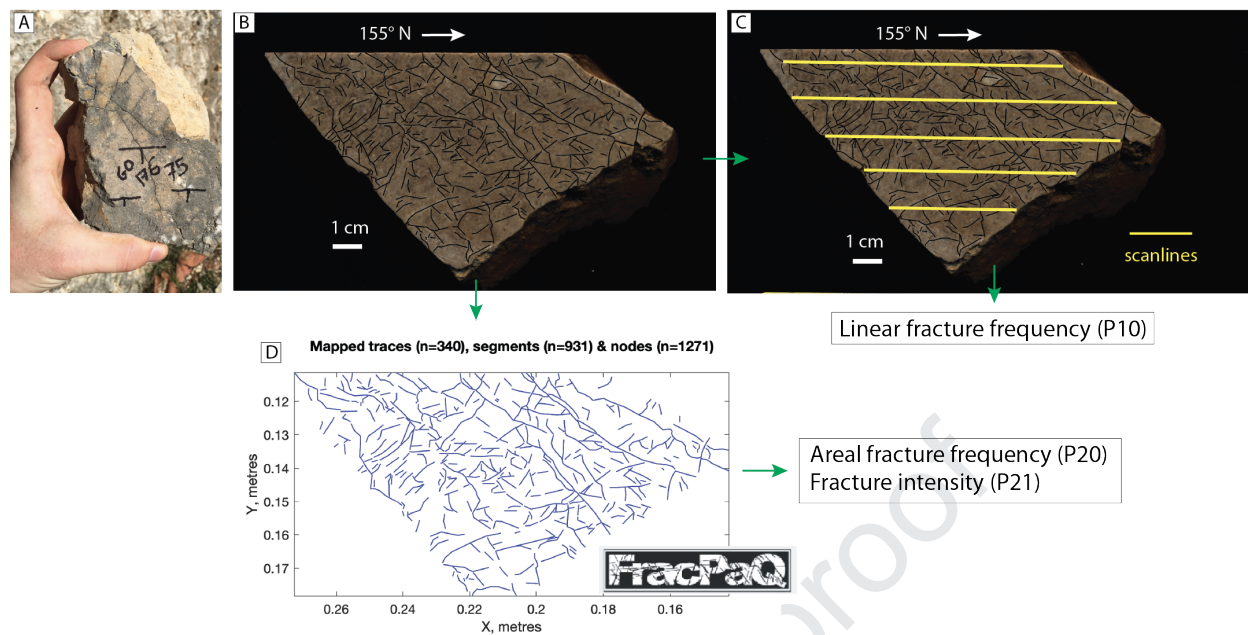 A
60
76
75
B
155° N
1 cm
C
155° N
1 cm
scanlines
Linear fracture frequency (P10)
D
Mapped traces (n=340), segments (n=931) & nodes (n=1271)
0.12
0.13
0.14
0.15
0.16
0.17
Y, metres
0.26
0.24
0.22
0.2
0.18
0.16
X, metres
FracPaQ
Areal fracture frequency (P20)
Fracture intensity (P21)
proof